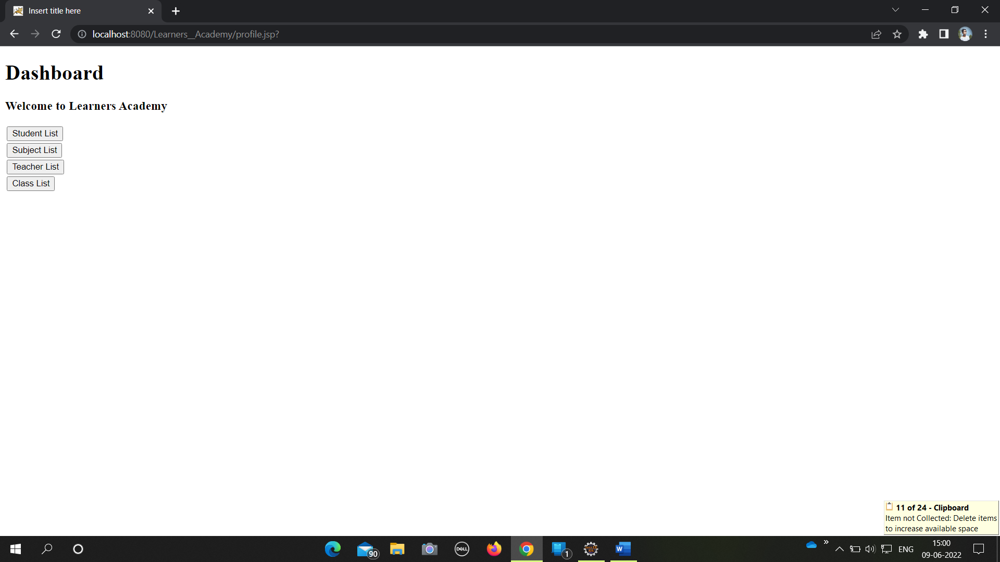 Insert title here
localhost:8080/Learners__Academy/profile.jsp?
Dashboard
Welcome to Learners Academy
Student List
Subject List
Teacher List
Class List
11 of 24 - Clipboard
Item not Collected: Delete items
to increase available space
90
DELL
1
W
ENG
15:00
09-06-2022